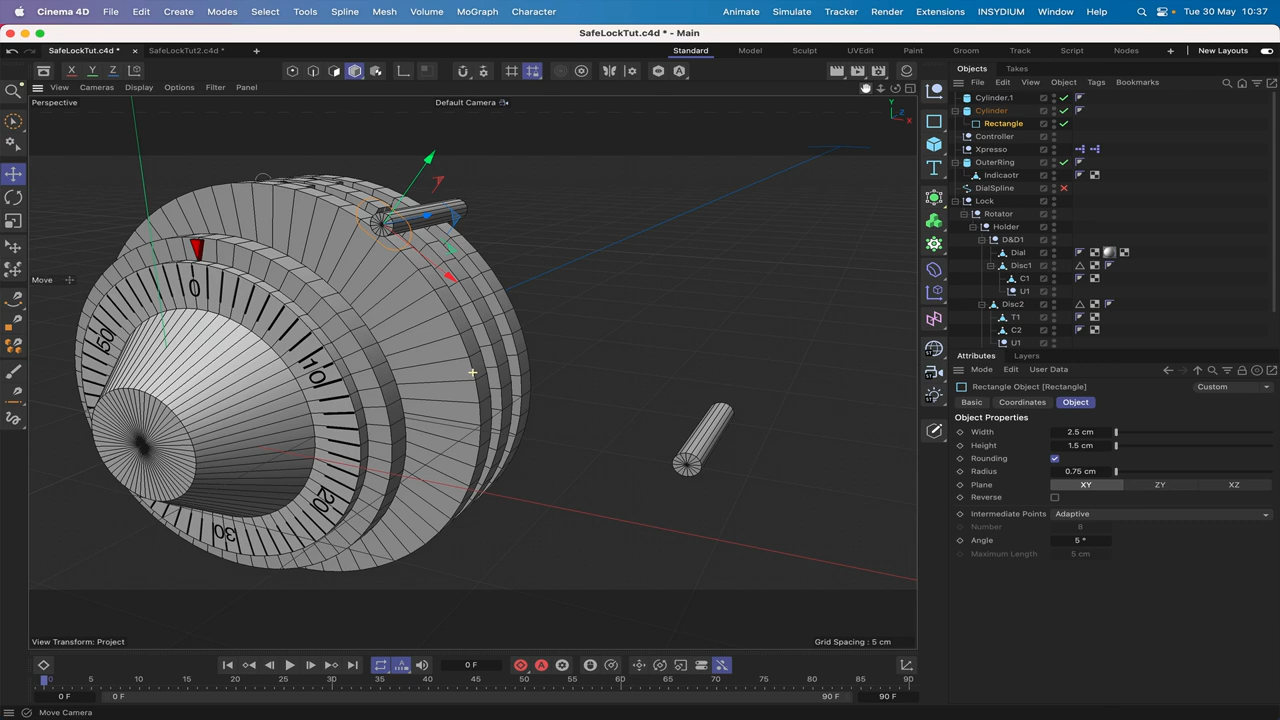 Cinema 4D File Edit Create Modes Select Tools Spline Mesh Volume MoGraph Character Animate Simulate Tracker Render Extensions INSYDIUM Window Help Tue 30 May 10:37
SafeLockTut.c4d * - Main
SafeLockTut.c4d * SafeLockTut2.c4d * Standard Model Sculpt UVEdit Paint Groom Track Script Nodes New Layouts
X Y Z
Objects Takes
View Cameras Display Options Filter Panel
File Edit View Object Tags Bookmarks
Perspective Default Camera
Cylinder.1
Cylinder
Rectangle
Controller
Xpresso
OuterRing
Indicaotr
DialSpline
Lock
Rotator
Holder
D&D1
Dial
Disc1
C1
U1
Disc2
T1
C2
U1
Y
X
Z
Move
0
10
20
30
50
Attributes Layers
Mode Edit User Data
Rectangle Object [Rectangle] Custom
Basic Coordinates Object
Object Properties
Width 2.5 cm
Height 1.5 cm
Rounding
Radius 0.75 cm
Plane XY ZY XZ
Reverse
Intermediate Points Adaptive
Number 8
Angle 5 °
Maximum Length 5 cm
View Transform: Project Grid Spacing : 5 cm
0 F
0 5 10 15 20 25 30 35 40 45 50 55 60 65 70 75 80 85 90
0 F 0 F 90 F 90 F
Move Camera